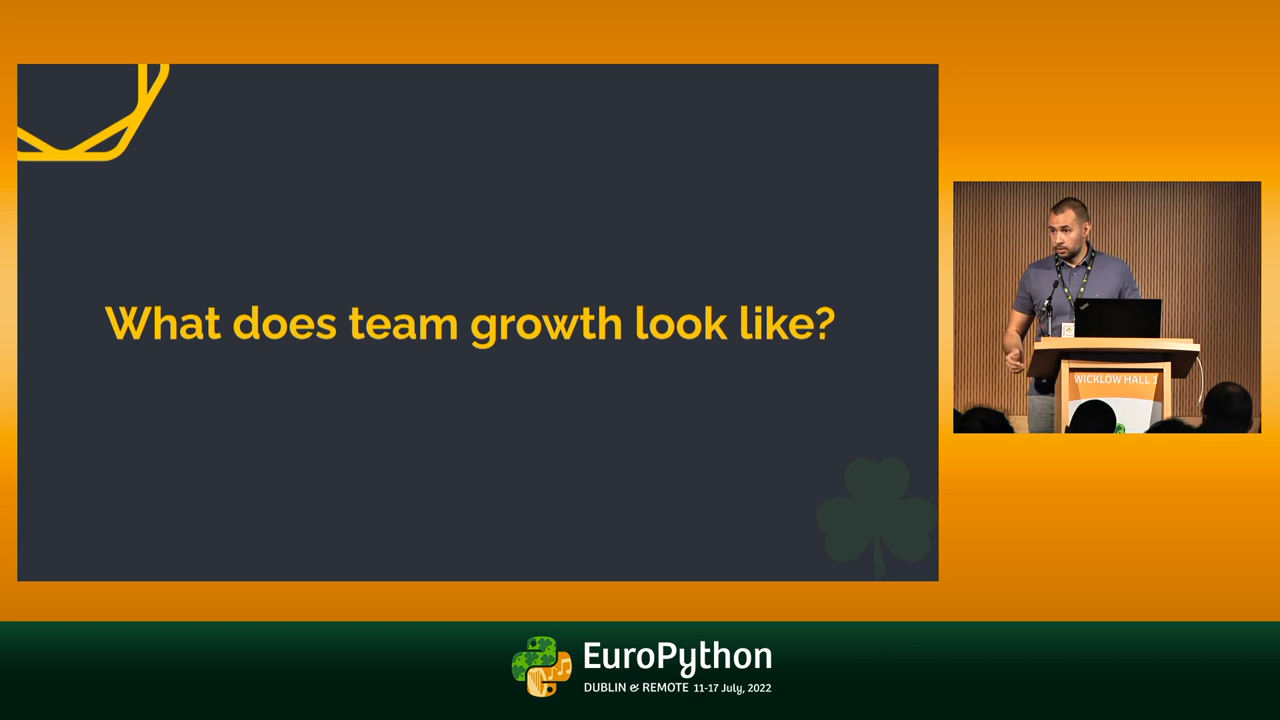 What does team growth look like?
WICKLOW HALL 1
EuroPython
DUBLIN & REMOTE 11-17 July, 2022